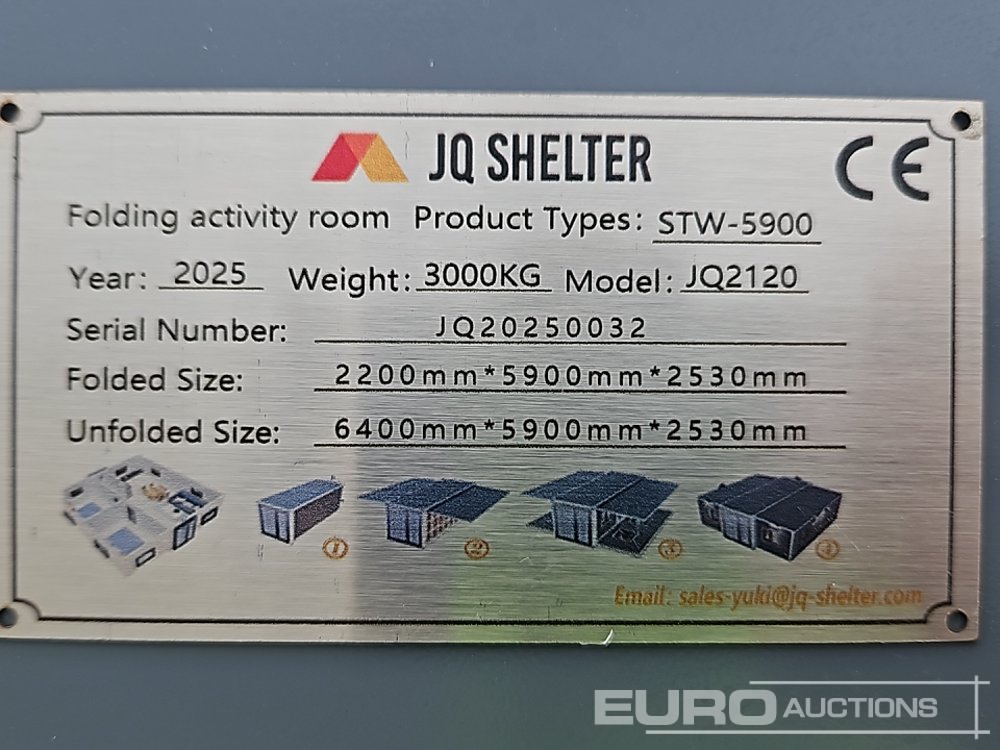 JQ SHELTER
CE
Folding activity room Product Types: STW-5900
Year: 2025 Weight: 3000KG Model: JQ2120
Serial Number: JQ20250032
Folded Size: 2200mm*5900mm*2530mm
Unfolded Size: 6400mm*5900mm*2530mm
① ② ③ ④
Email: sales-yuki@jq-shelter.com
EURO AUCTIONS